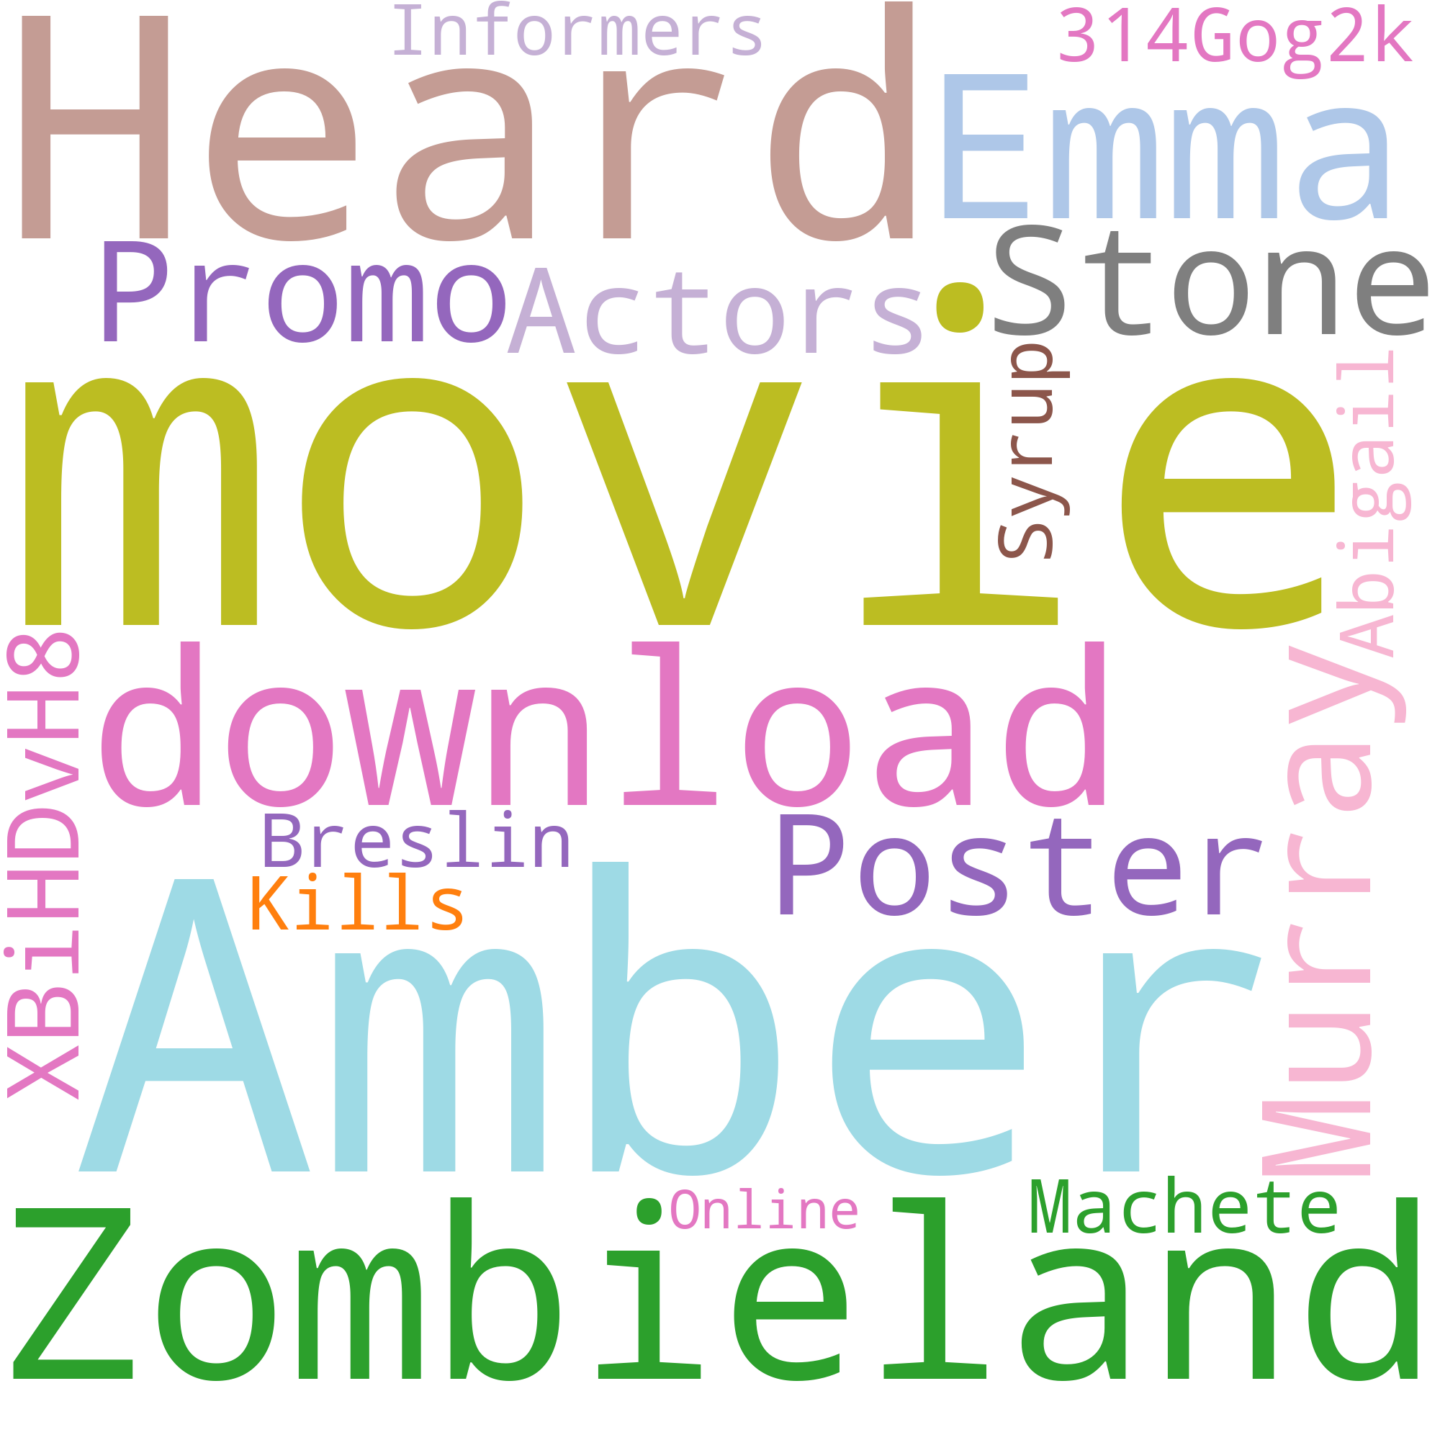 Informers
314Gog2k
Heard
Emma
Promo
Actors
Stone
movie
Syrup
Abigail
download
XBiHDvH8
Murray
Breslin
Poster
Kills
Amber
Online
Machete
Zombieland